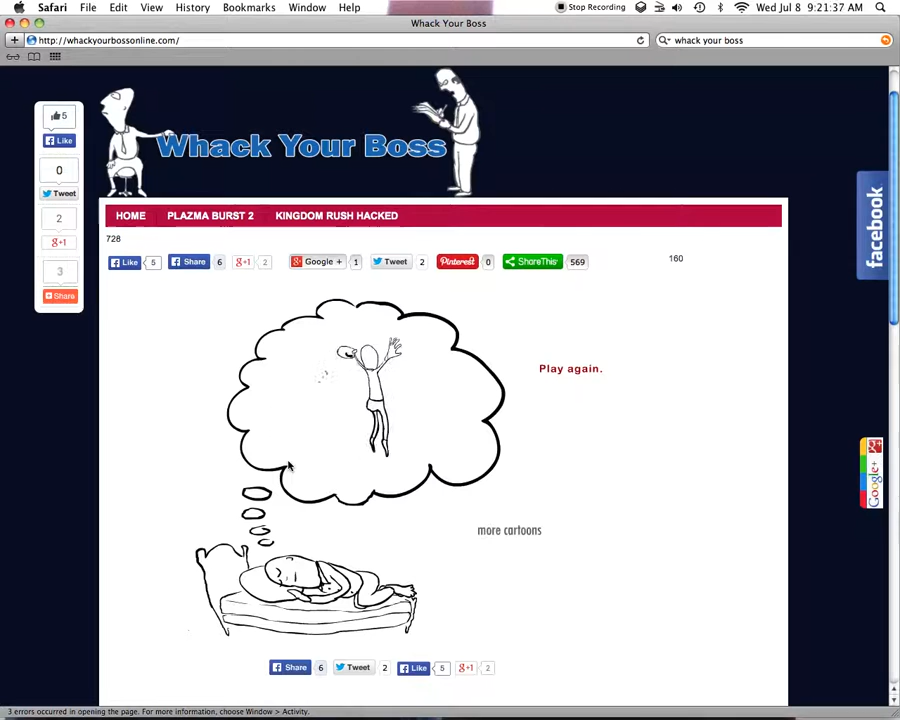 Safari File Edit View History Bookmarks Window Help Stop Recording Wed Jul 8 9:21:37 AM
Whack Your Boss
http://whackyourbossonline.com/ whack your boss
Whack Your Boss
5
Like
0
Tweet
2
g+1
3
Share
facebook
HOME PLAZMA BURST 2 KINGDOM RUSH HACKED
728
160
Like 5 Share 6 g+1 2 Google + 1 Tweet 2 Pinterest 0 ShareThis 569
Play again.
Google+
more cartoons
Share 6 Tweet 2 Like 5 g+1 2
3 errors occurred in opening the page. For more information, choose Window > Activity.